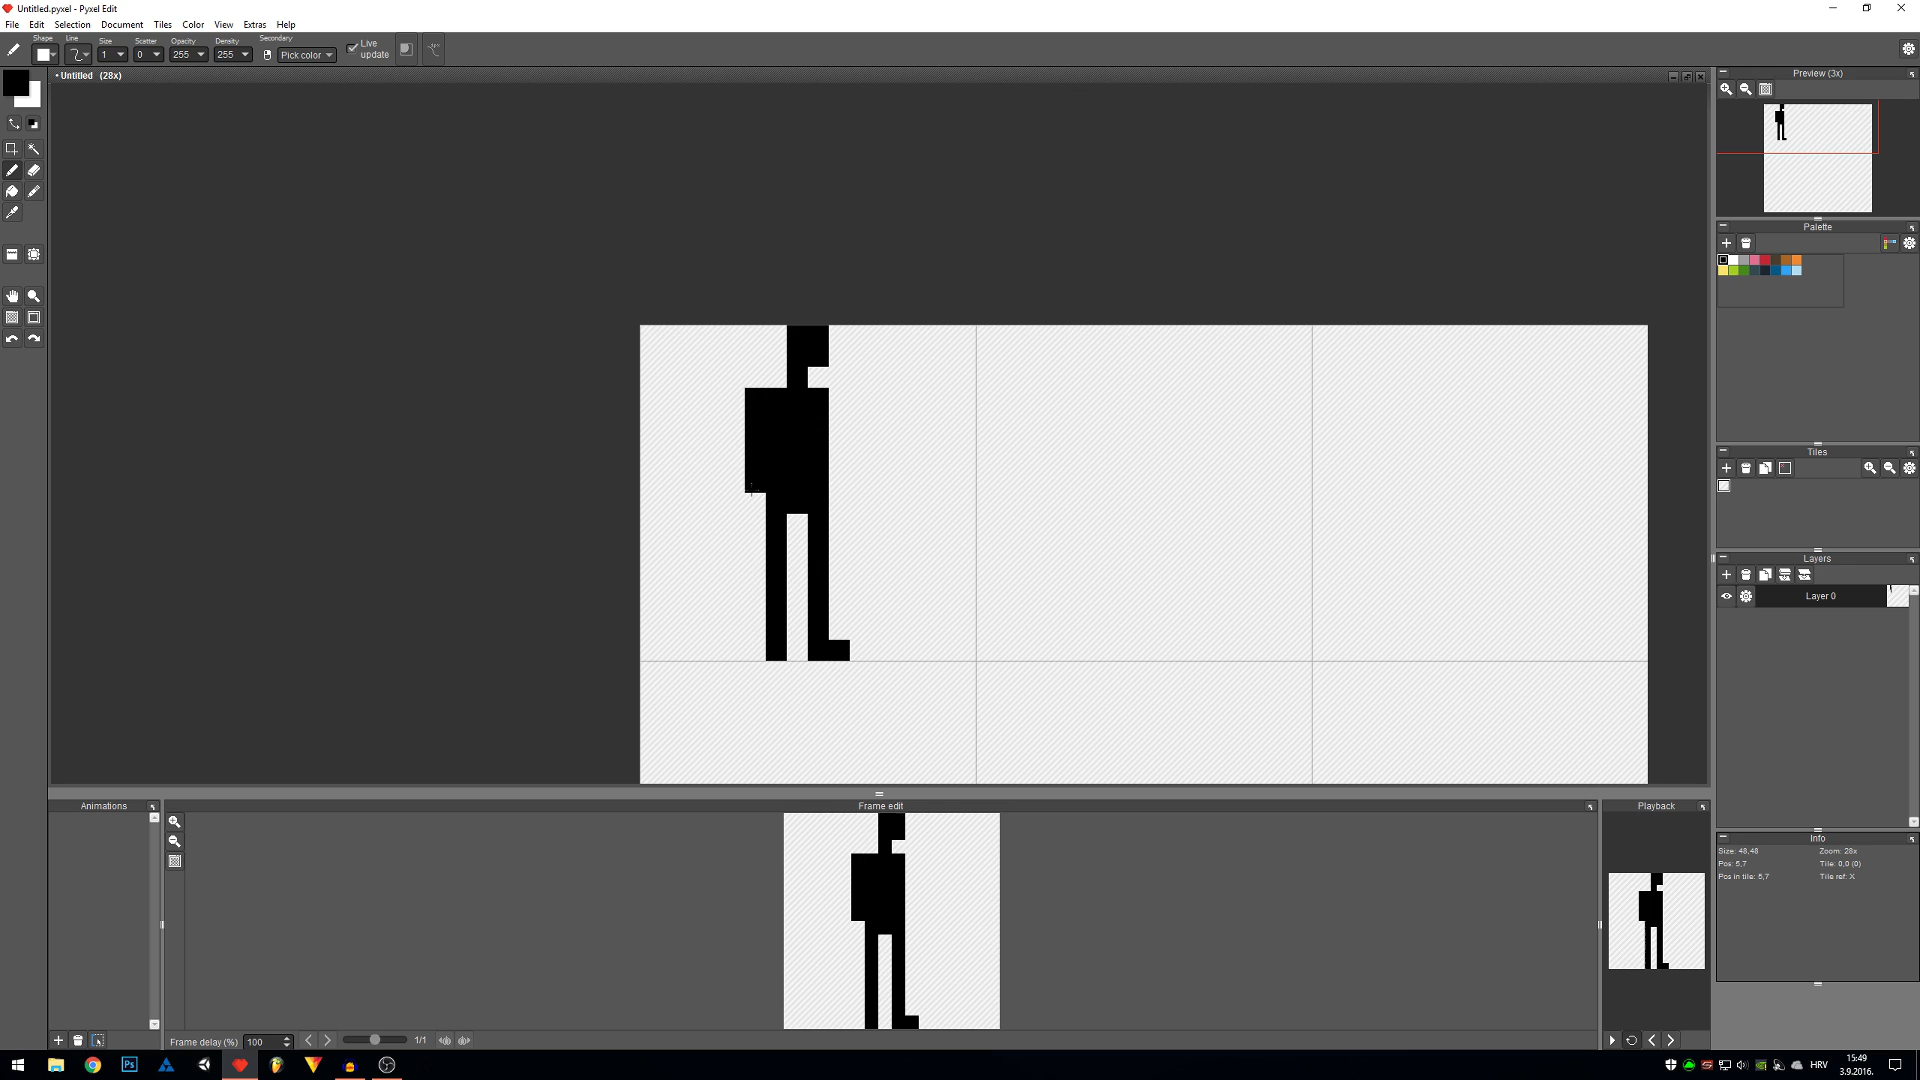 Untitled.pyxel - Pyxel Edit
File Edit Selection Document Tiles Color View Extras Help
Shape Line Size Scatter Opacity Density Secondary
1 0 255 255 Pick color Live update
• Untitled (28x)
Preview (3x)
Palette
Tiles
Layers
Layer 0
Animations
Frame edit
Playback
Info
Size: 48,48 Zoom: 28x
Pos: 5,7 Tile: 0,0 (0)
Pos in tile: 5,7 Tile ref: X
Frame delay (%) 100 1/1
Ps
HRV
15:49
3.9.2016.